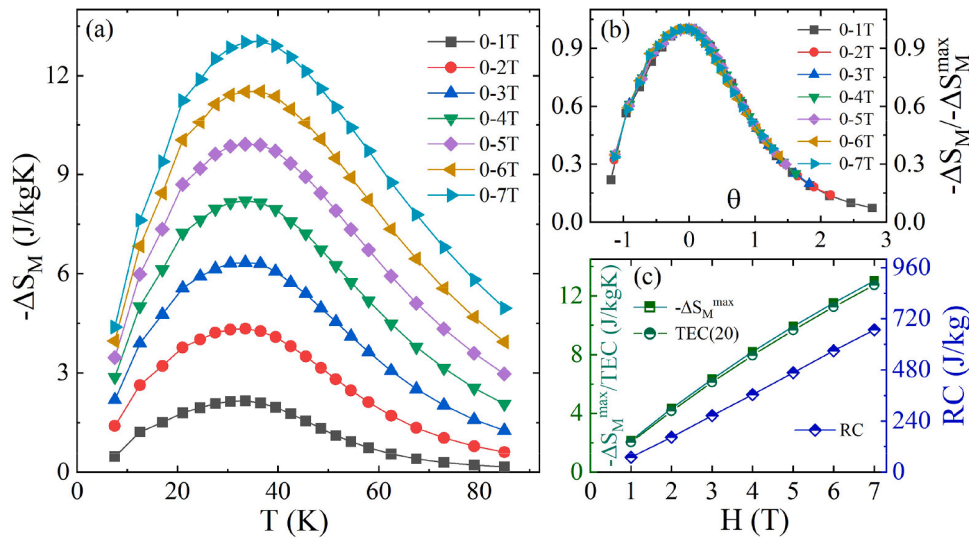 (a)
0-1T
0-2T
0-3T
0-4T
0-5T
0-6T
0-7T
-ΔS_M (J/kgK)
12
9
6
3
0
0 20 40 60 80
T (K)
(b)
0-1T
0-2T
0-3T
0-4T
0-5T
0-6T
0-7T
0.9
0.6
0.3
0.0
0.9
0.6
0.3
0.0
-ΔS_M/-ΔS_M^max
θ
-1 0 1 2 3
(c)
-ΔS_M^max
TEC(20)
RC
-ΔS_M^max/TEC (J/kgK)
12
8
4
0
960
720
480
240
0
RC (J/kg)
0 1 2 3 4 5 6 7
H (T)